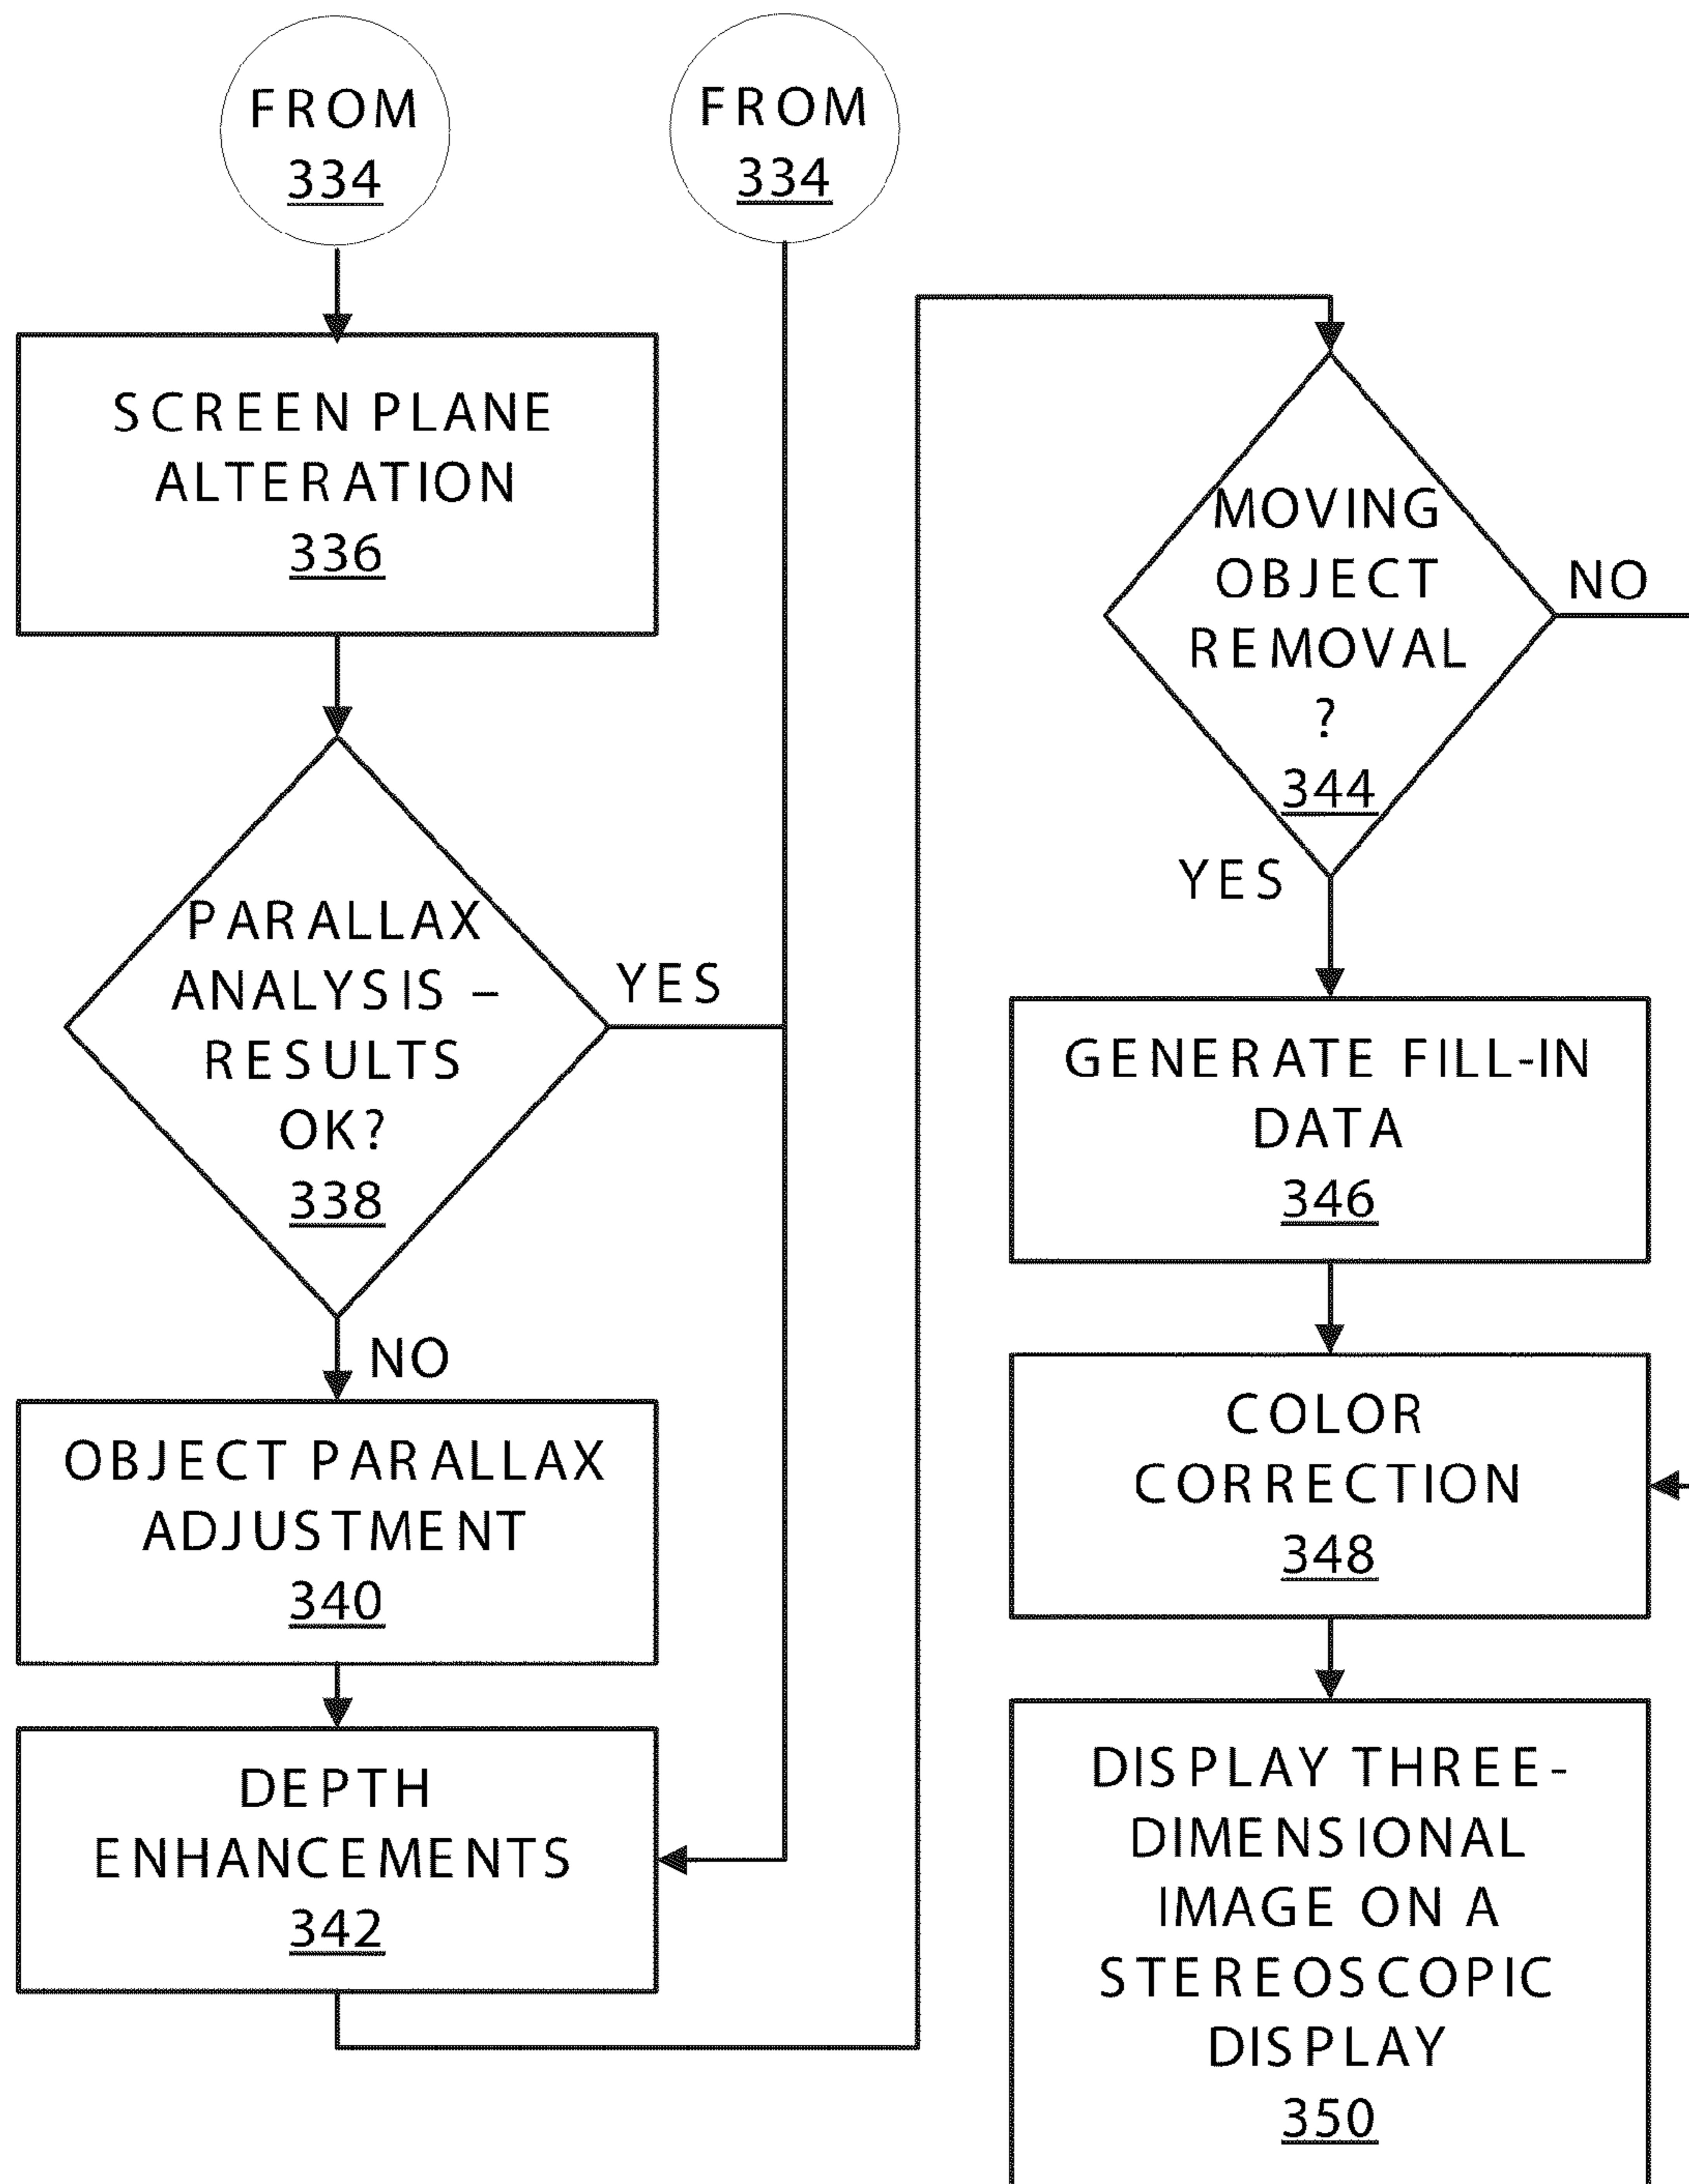 FROM
334
FROM
334
SCREEN PLANE
ALTERATION
336
PARALLAX
ANALYSIS –
RESULTS
OK?
338
YES
NO
OBJECT PARALLAX
ADJUSTMENT
340
DEPTH
ENHANCEMENTS
342
MOVING
OBJECT
REMOVAL
?
344
NO
YES
GENERATE FILL-IN
DATA
346
COLOR
CORRECTION
348
DISPLAY THREE-
DIMENSIONAL
IMAGE ON A
STEREOSCOPIC
DISPLAY
350